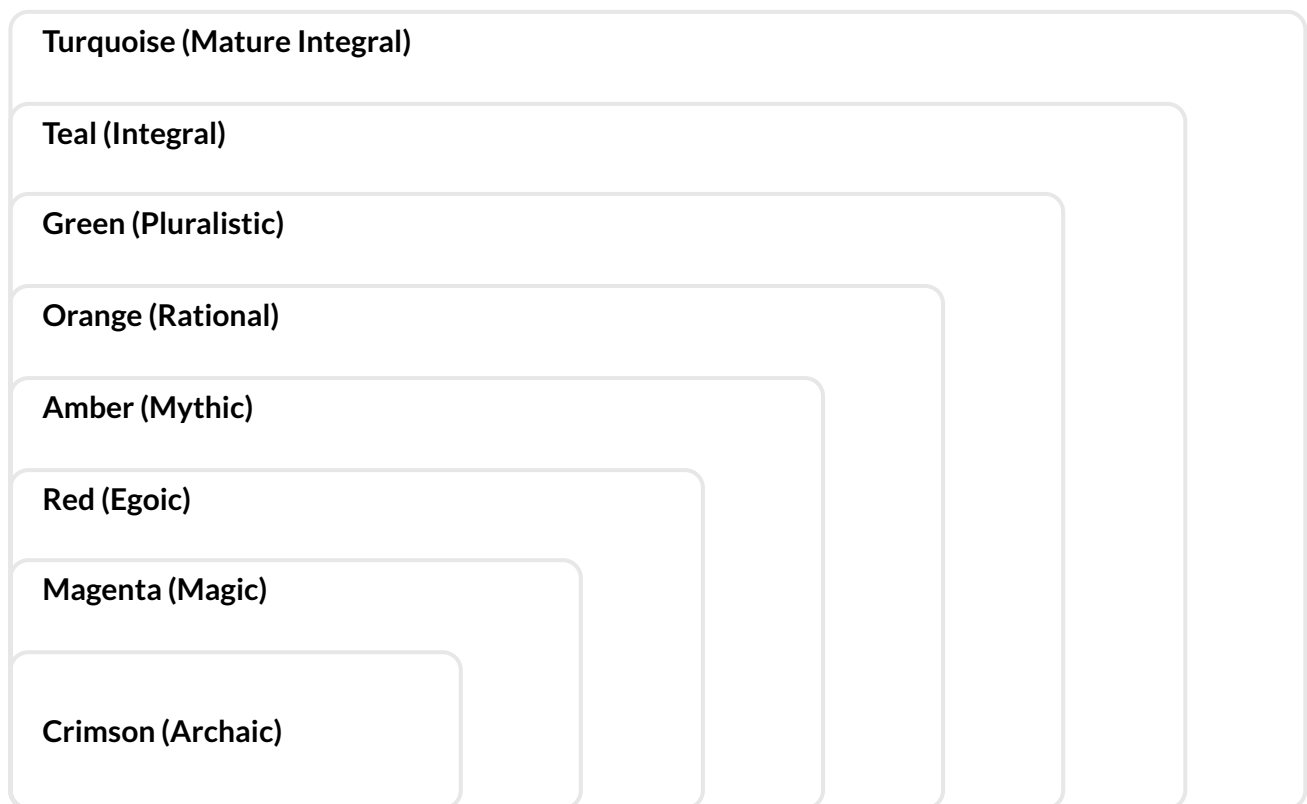 Turquoise (Mature Integral)
Teal (Integral)
Green (Pluralistic)
Orange (Rational)
Amber (Mythic)
Red (Egoic)
Magenta (Magic)
Crimson (Archaic)